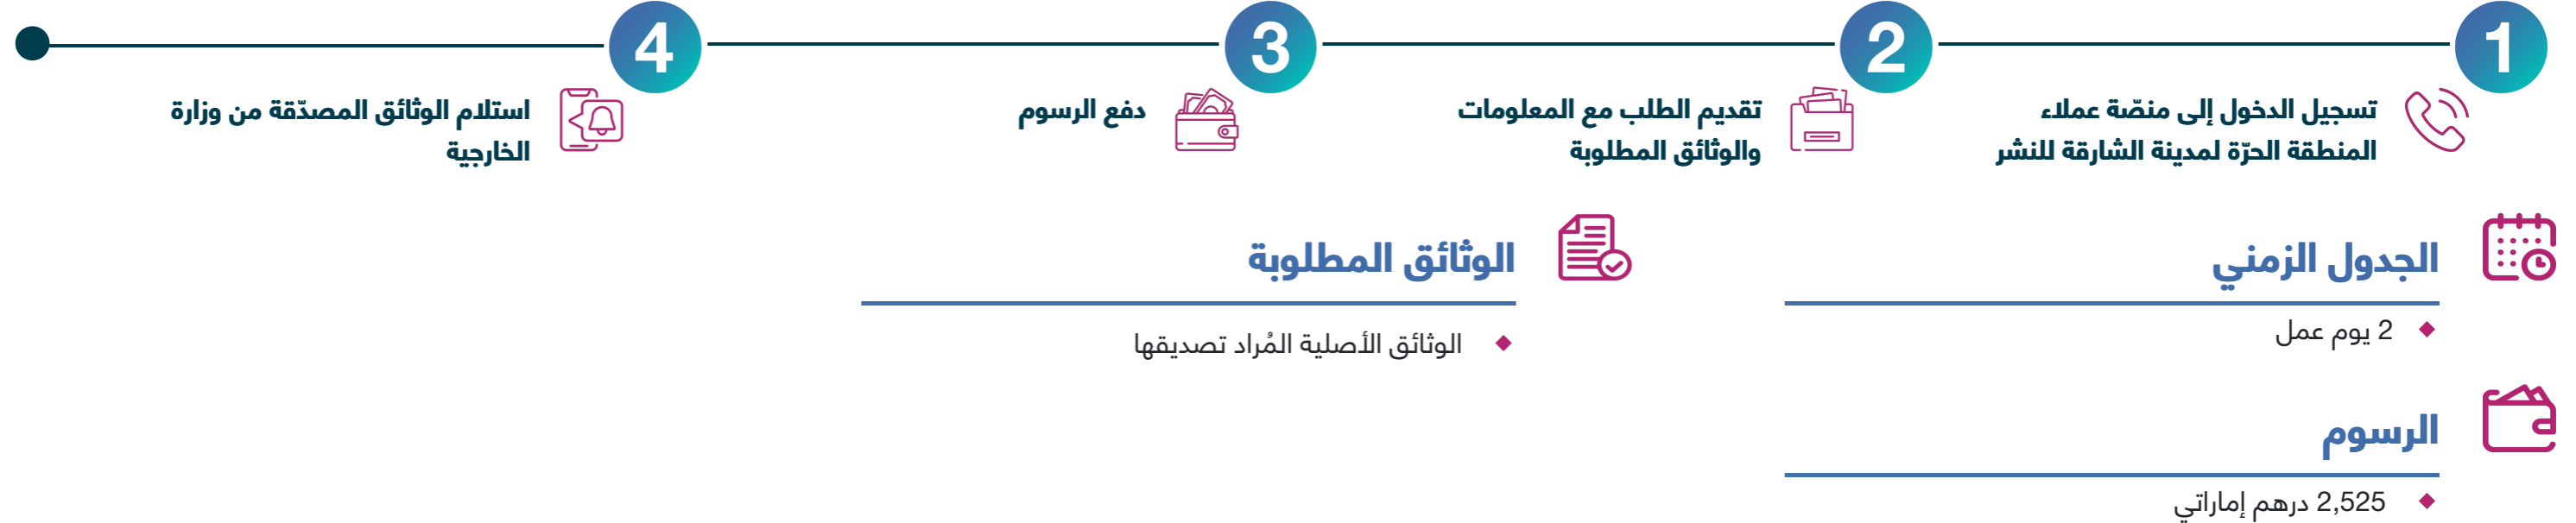 1
تسجيل الدخول إلى منصّة عملاء
المنطقة الحرّة لمدينة الشارقة للنشر
2
تقديم الطلب مع المعلومات
والوثائق المطلوبة
3
دفع الرسوم
4
استلام الوثائق المصدّقة من وزارة
الخارجية
الجدول الزمني
2 يوم عمل
الرسوم
2,525 درهم إماراتي
الوثائق المطلوبة
الوثائق الأصلية المُراد تصديقها